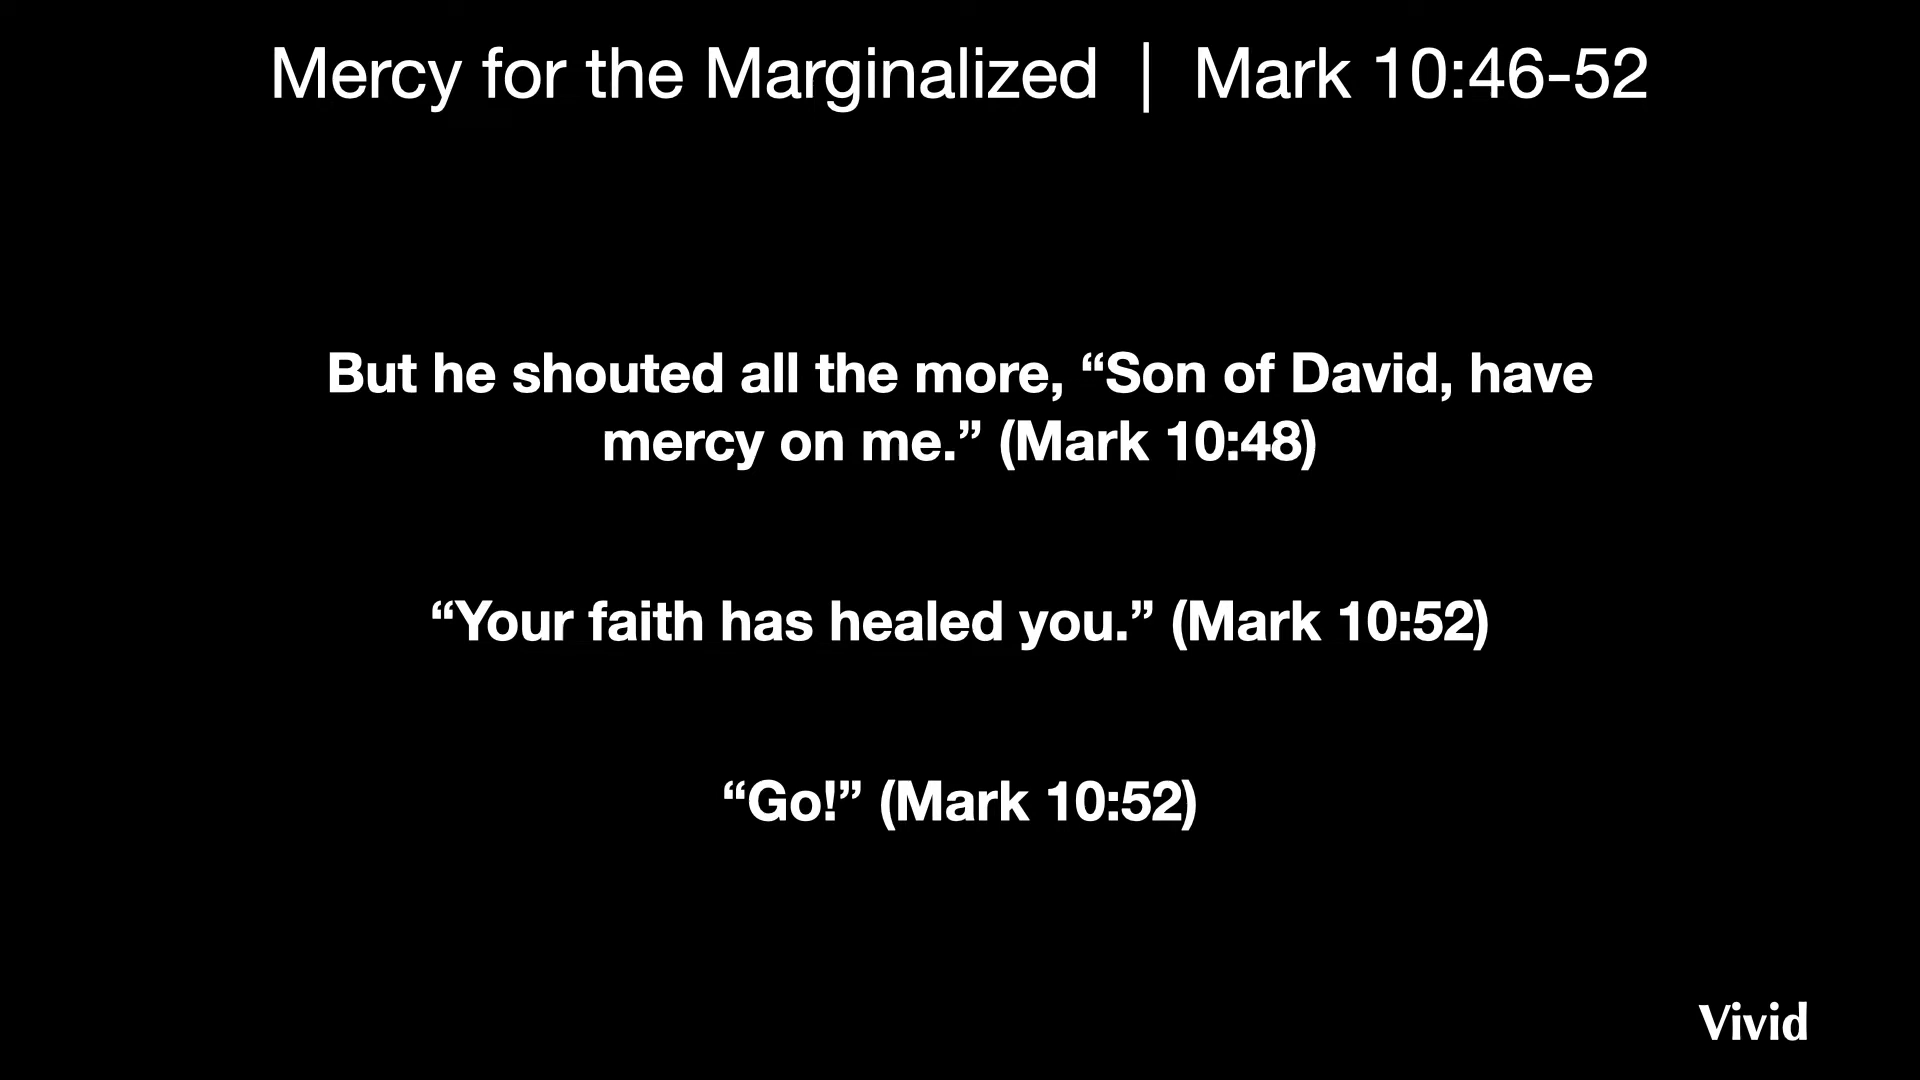 Mercy for the Marginalized | Mark 10:46-52
But he shouted all the more, “Son of David, have
mercy on me.” (Mark 10:48)
“Your faith has healed you.” (Mark 10:52)
“Go!” (Mark 10:52)
Vivid